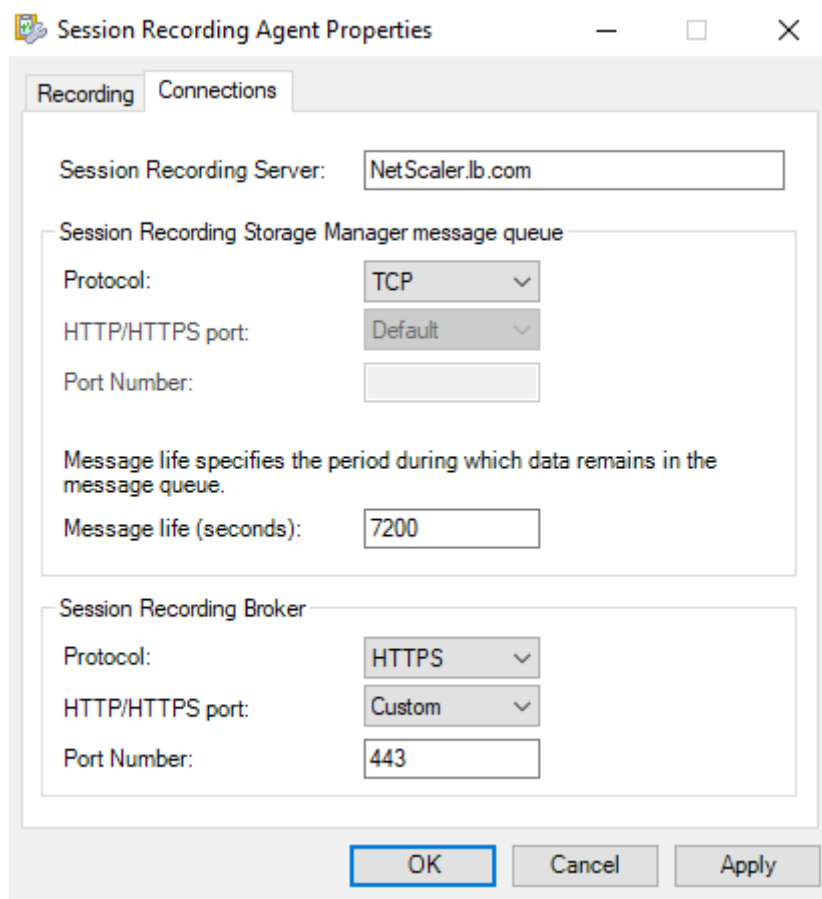 Session Recording Agent Properties
Recording
Connections
Session Recording Server:
NetScaler.lb.com
Session Recording Storage Manager message queue
Protocol:
TCP
HTTP/HTTPS port:
Default
Port Number:
Message life specifies the period during which data remains in the
message queue.
Message life (seconds):
7200
Session Recording Broker
Protocol:
HTTPS
HTTP/HTTPS port:
Custom
Port Number:
443
OK
Cancel
Apply